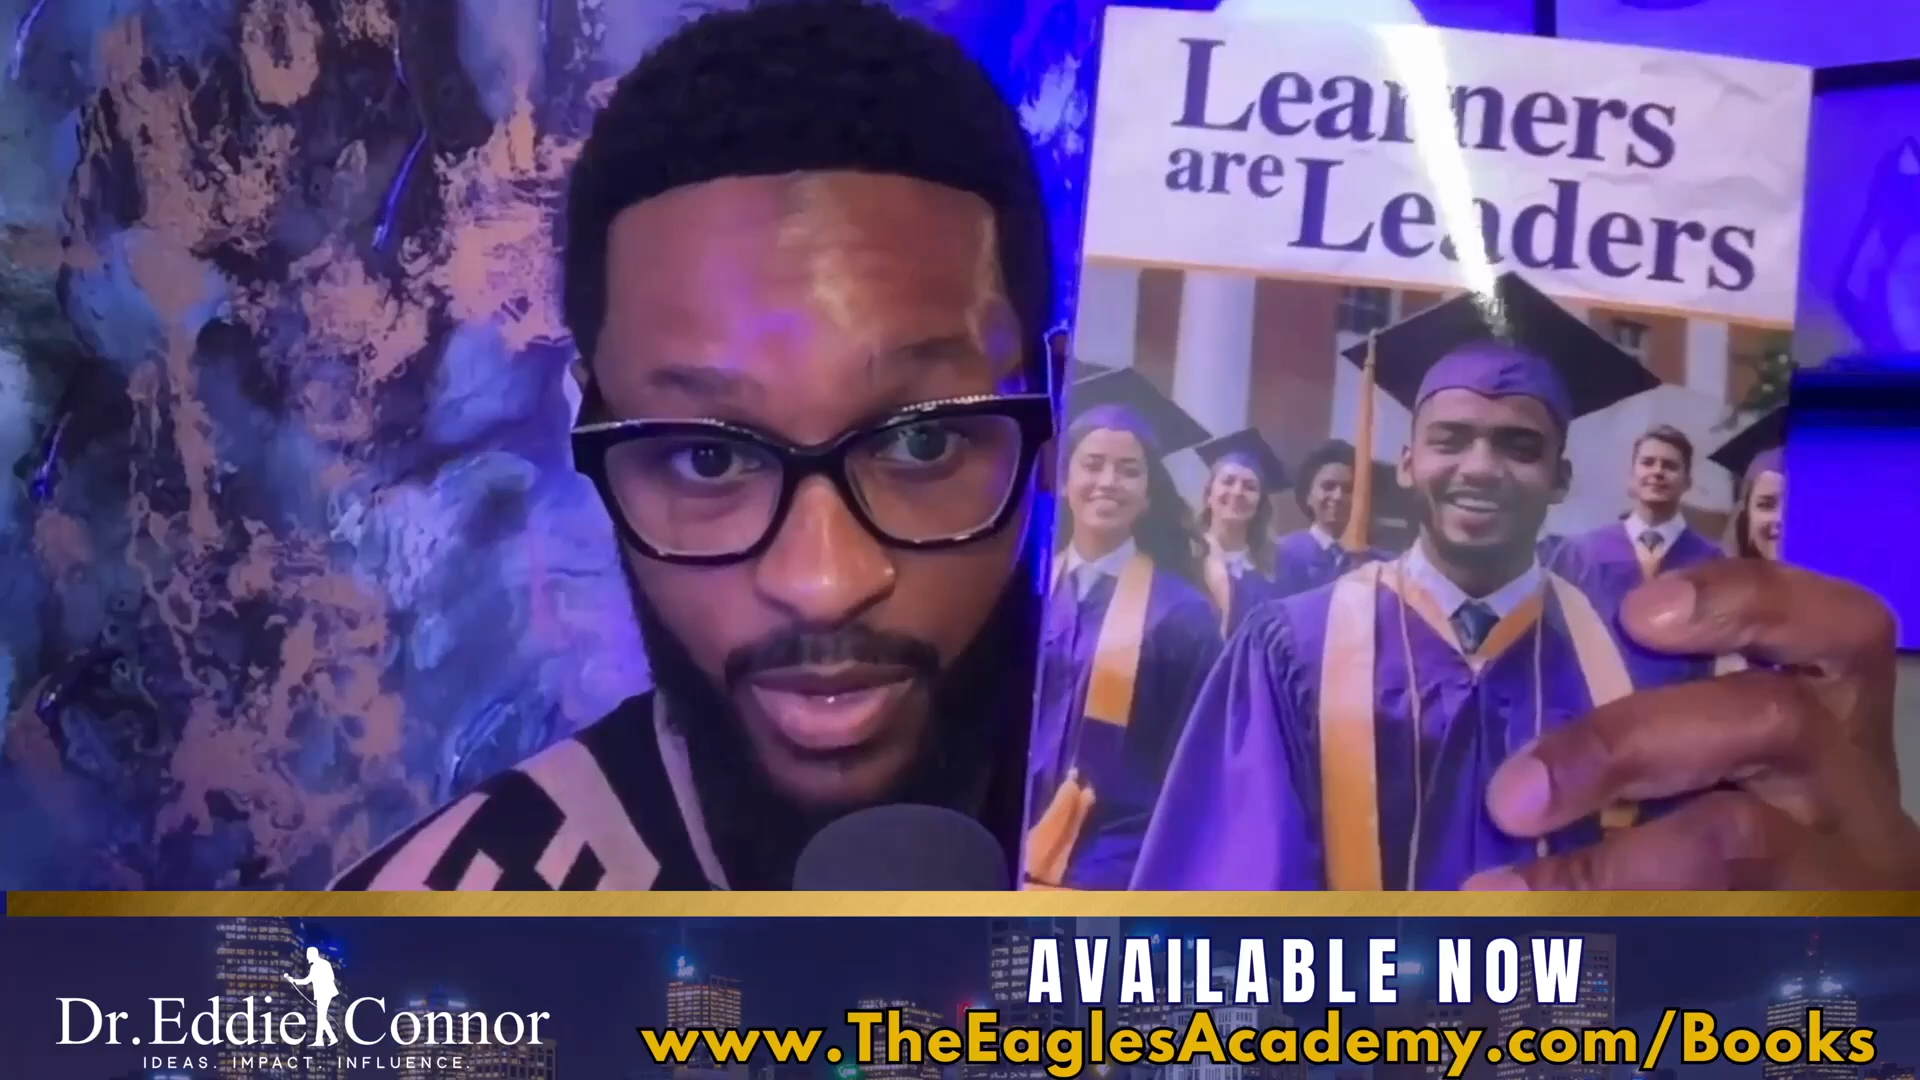 Learners
are Leaders
AVAILABLE NOW
Dr. Eddie Connor
IDEAS. IMPACT. INFLUENCE.
www.TheEaglesAcademy.com/Books